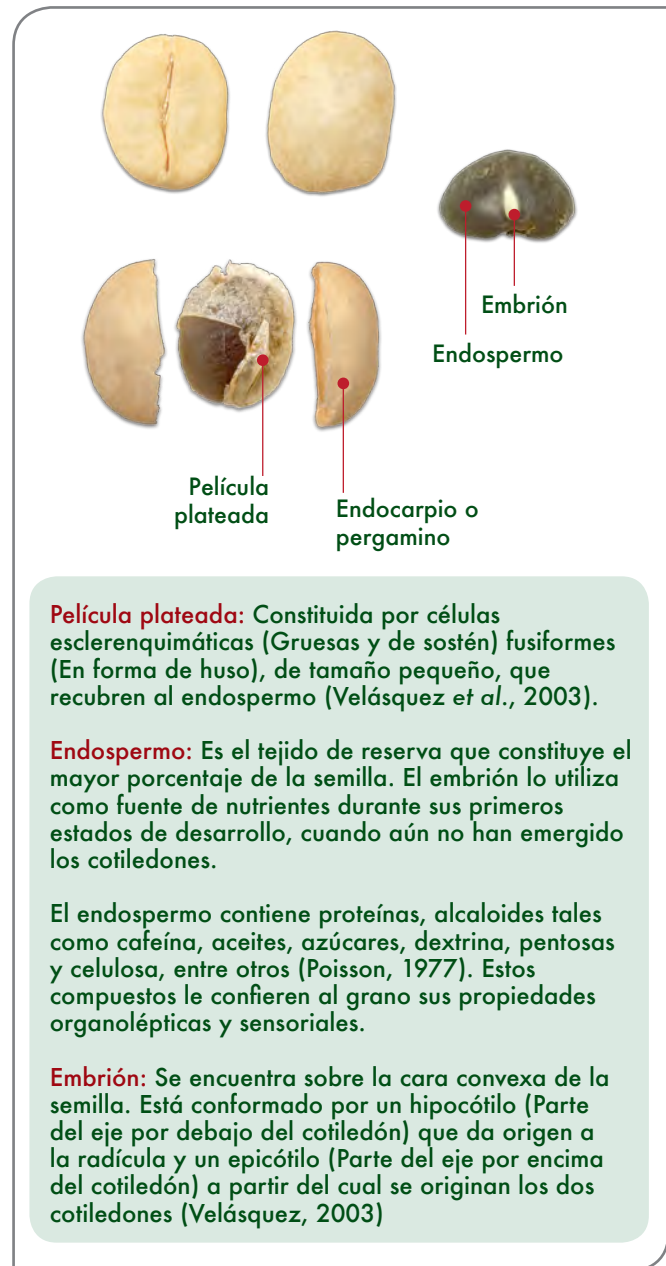 Embrión
Endospermo
Película
plateada
Endocarpio o
pergamino
Película plateada: Constituida por células
esclerenquimáticas (Gruesas y de sostén) fusiformes
(En forma de huso), de tamaño pequeño, que
recubren al endospermo (Velásquez et al., 2003).
Endospermo: Es el tejido de reserva que constituye el
mayor porcentaje de la semilla. El embrión lo utiliza
como fuente de nutrientes durante sus primeros
estados de desarrollo, cuando aún no han emergido
los cotiledones.
El endospermo contiene proteínas, alcaloides tales
como cafeína, aceites, azúcares, dextrina, pentosas
y celulosa, entre otros (Poisson, 1977). Estos
compuestos le confieren al grano sus propiedades
organolépticas y sensoriales.
Embrión: Se encuentra sobre la cara convexa de la
semilla. Está conformado por un hipocótilo (Parte
del eje por debajo del cotiledón) que da origen a
la radícula y un epicótilo (Parte del eje por encima
del cotiledón) a partir del cual se originan los dos
cotiledones (Velásquez, 2003)